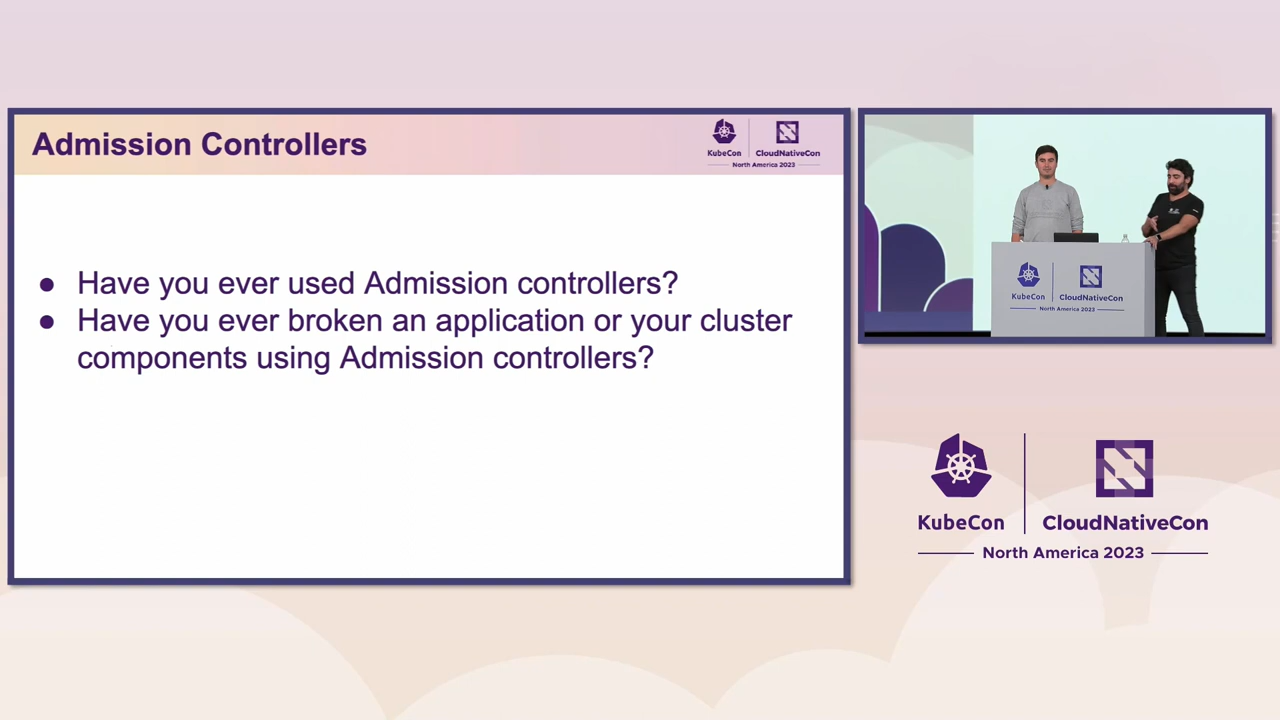 Admission Controllers
KubeCon
CloudNativeCon
North America 2023
● Have you ever used Admission controllers?
● Have you ever broken an application or your cluster
components using Admission controllers?
KubeCon
CloudNativeCon
North America 2023
KubeCon
CloudNativeCon
North America 2023